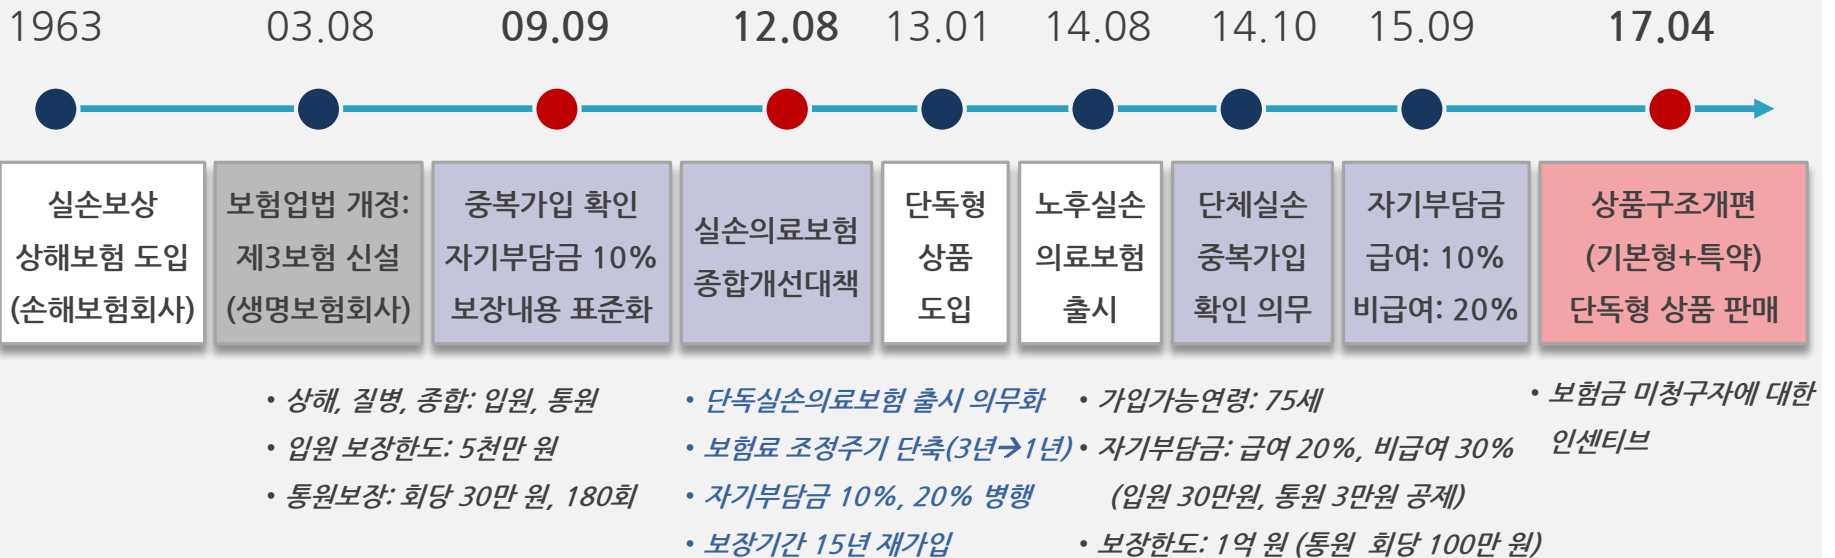 1963
03.08
09.09
12.08
13.01
14.08
14.10
15.09
17.04
실손보상
상해보험 도입
(손해보험회사)
보험업법 개정:
제3보험 신설
(생명보험회사)
중복가입 확인
자기부담금 10%
보장내용 표준화
실손의료보험
종합개선대책
단독형
상품
도입
노후실손
의료보험
출시
단체실손
중복가입
확인 의무
자기부담금
급여: 10%
비급여: 20%
상품구조개편
(기본형+특약)
단독형 상품 판매
• 상해, 질병, 종합: 입원, 통원
• 입원 보장한도: 5천만 원
• 통원보장: 회당 30만 원, 180회
• 단독실손의료보험 출시 의무화
• 보험료 조정주기 단축(3년→1년)
• 자기부담금 10%, 20% 병행
• 보장기간 15년 재가입
• 가입가능연령: 75세
• 자기부담금: 급여 20%, 비급여 30%
(입원 30만원, 통원 3만원 공제)
• 보장한도: 1억 원 (통원 회당 100만 원)
• 보험금 미청구자에 대한
인센티브